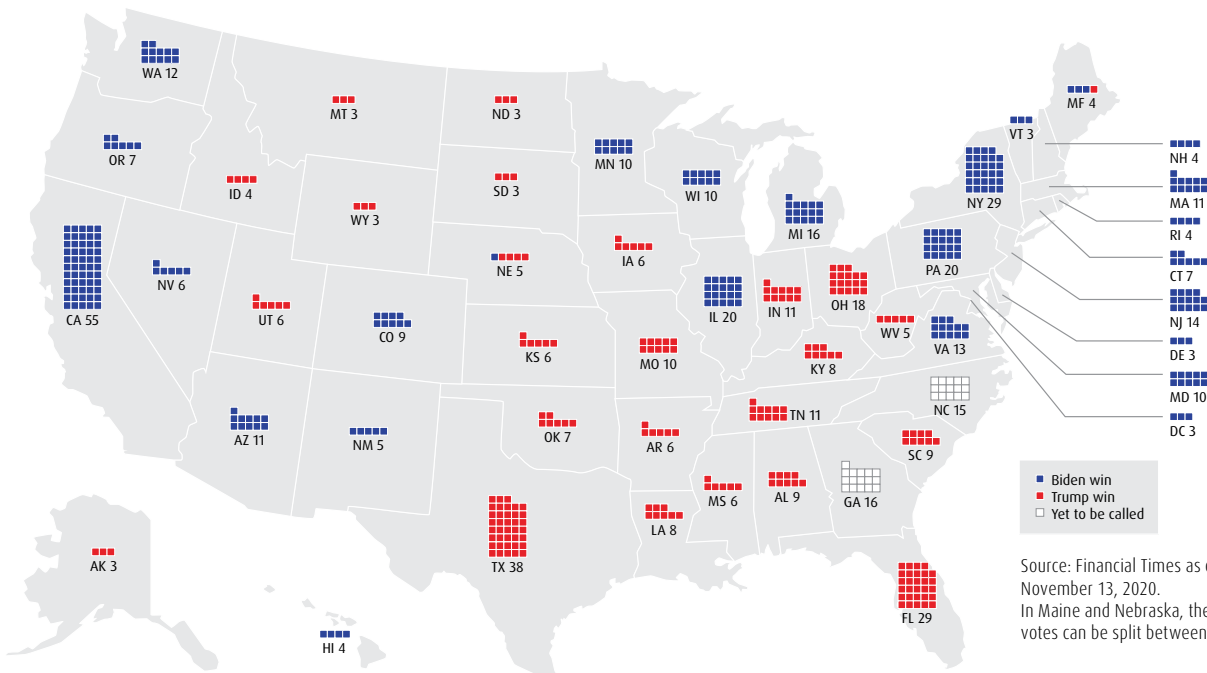 WA 12
MT 3
ND 3
MF 4
VT 3
OR 7
MN 10
NH 4
ID 4
SD 3
WI 10
NY 29
MA 11
WY 3
MI 16
RI 4
IA 6
PA 20
CT 7
NV 6
NE 5
CA 55
UT 6
CO 9
IL 20
IN 11
OH 18
WV 5
VA 13
NJ 14
KS 6
MO 10
KY 8
DE 3
NC 15
MD 10
AZ 11
NM 5
OK 7
AR 6
TN 11
SC 9
DC 3
MS 6
AL 9
GA 16
LA 8
TX 38
AK 3
FL 29
HI 4
Biden win
Trump win
Yet to be called
Source: Financial Times as
November 13, 2020.
In Maine and Nebraska, the
votes can be split between